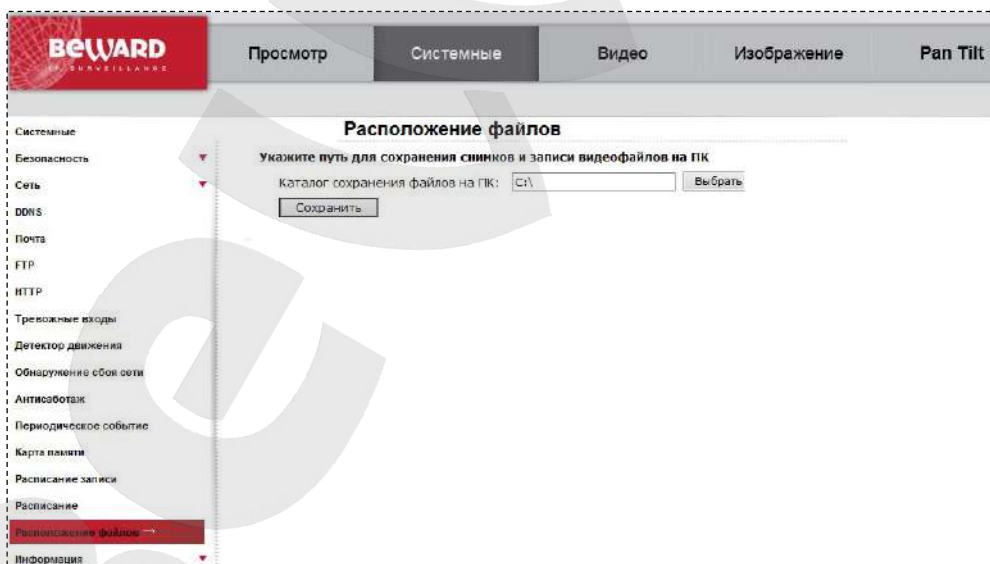 BEWARD
IP SURVEILLANCE
Просмотр
Системные
Видео
Изображение
Pan Tilt
Системные
Безопасность
Сеть
DDNS
Почта
FTP
HTTP
Тревожные входы
Детектор движения
Обнаружение сбоя сети
Антисаботаж
Периодическое событие
Карта памяти
Расписание записи
Расписание
Расположение файлов →
Информация
Расположение файлов
Укажите путь для сохранения снимков и записи видеофайлов на ПК
Каталог сохранения файлов на ПК: C:\ Выбрать
Сохранить